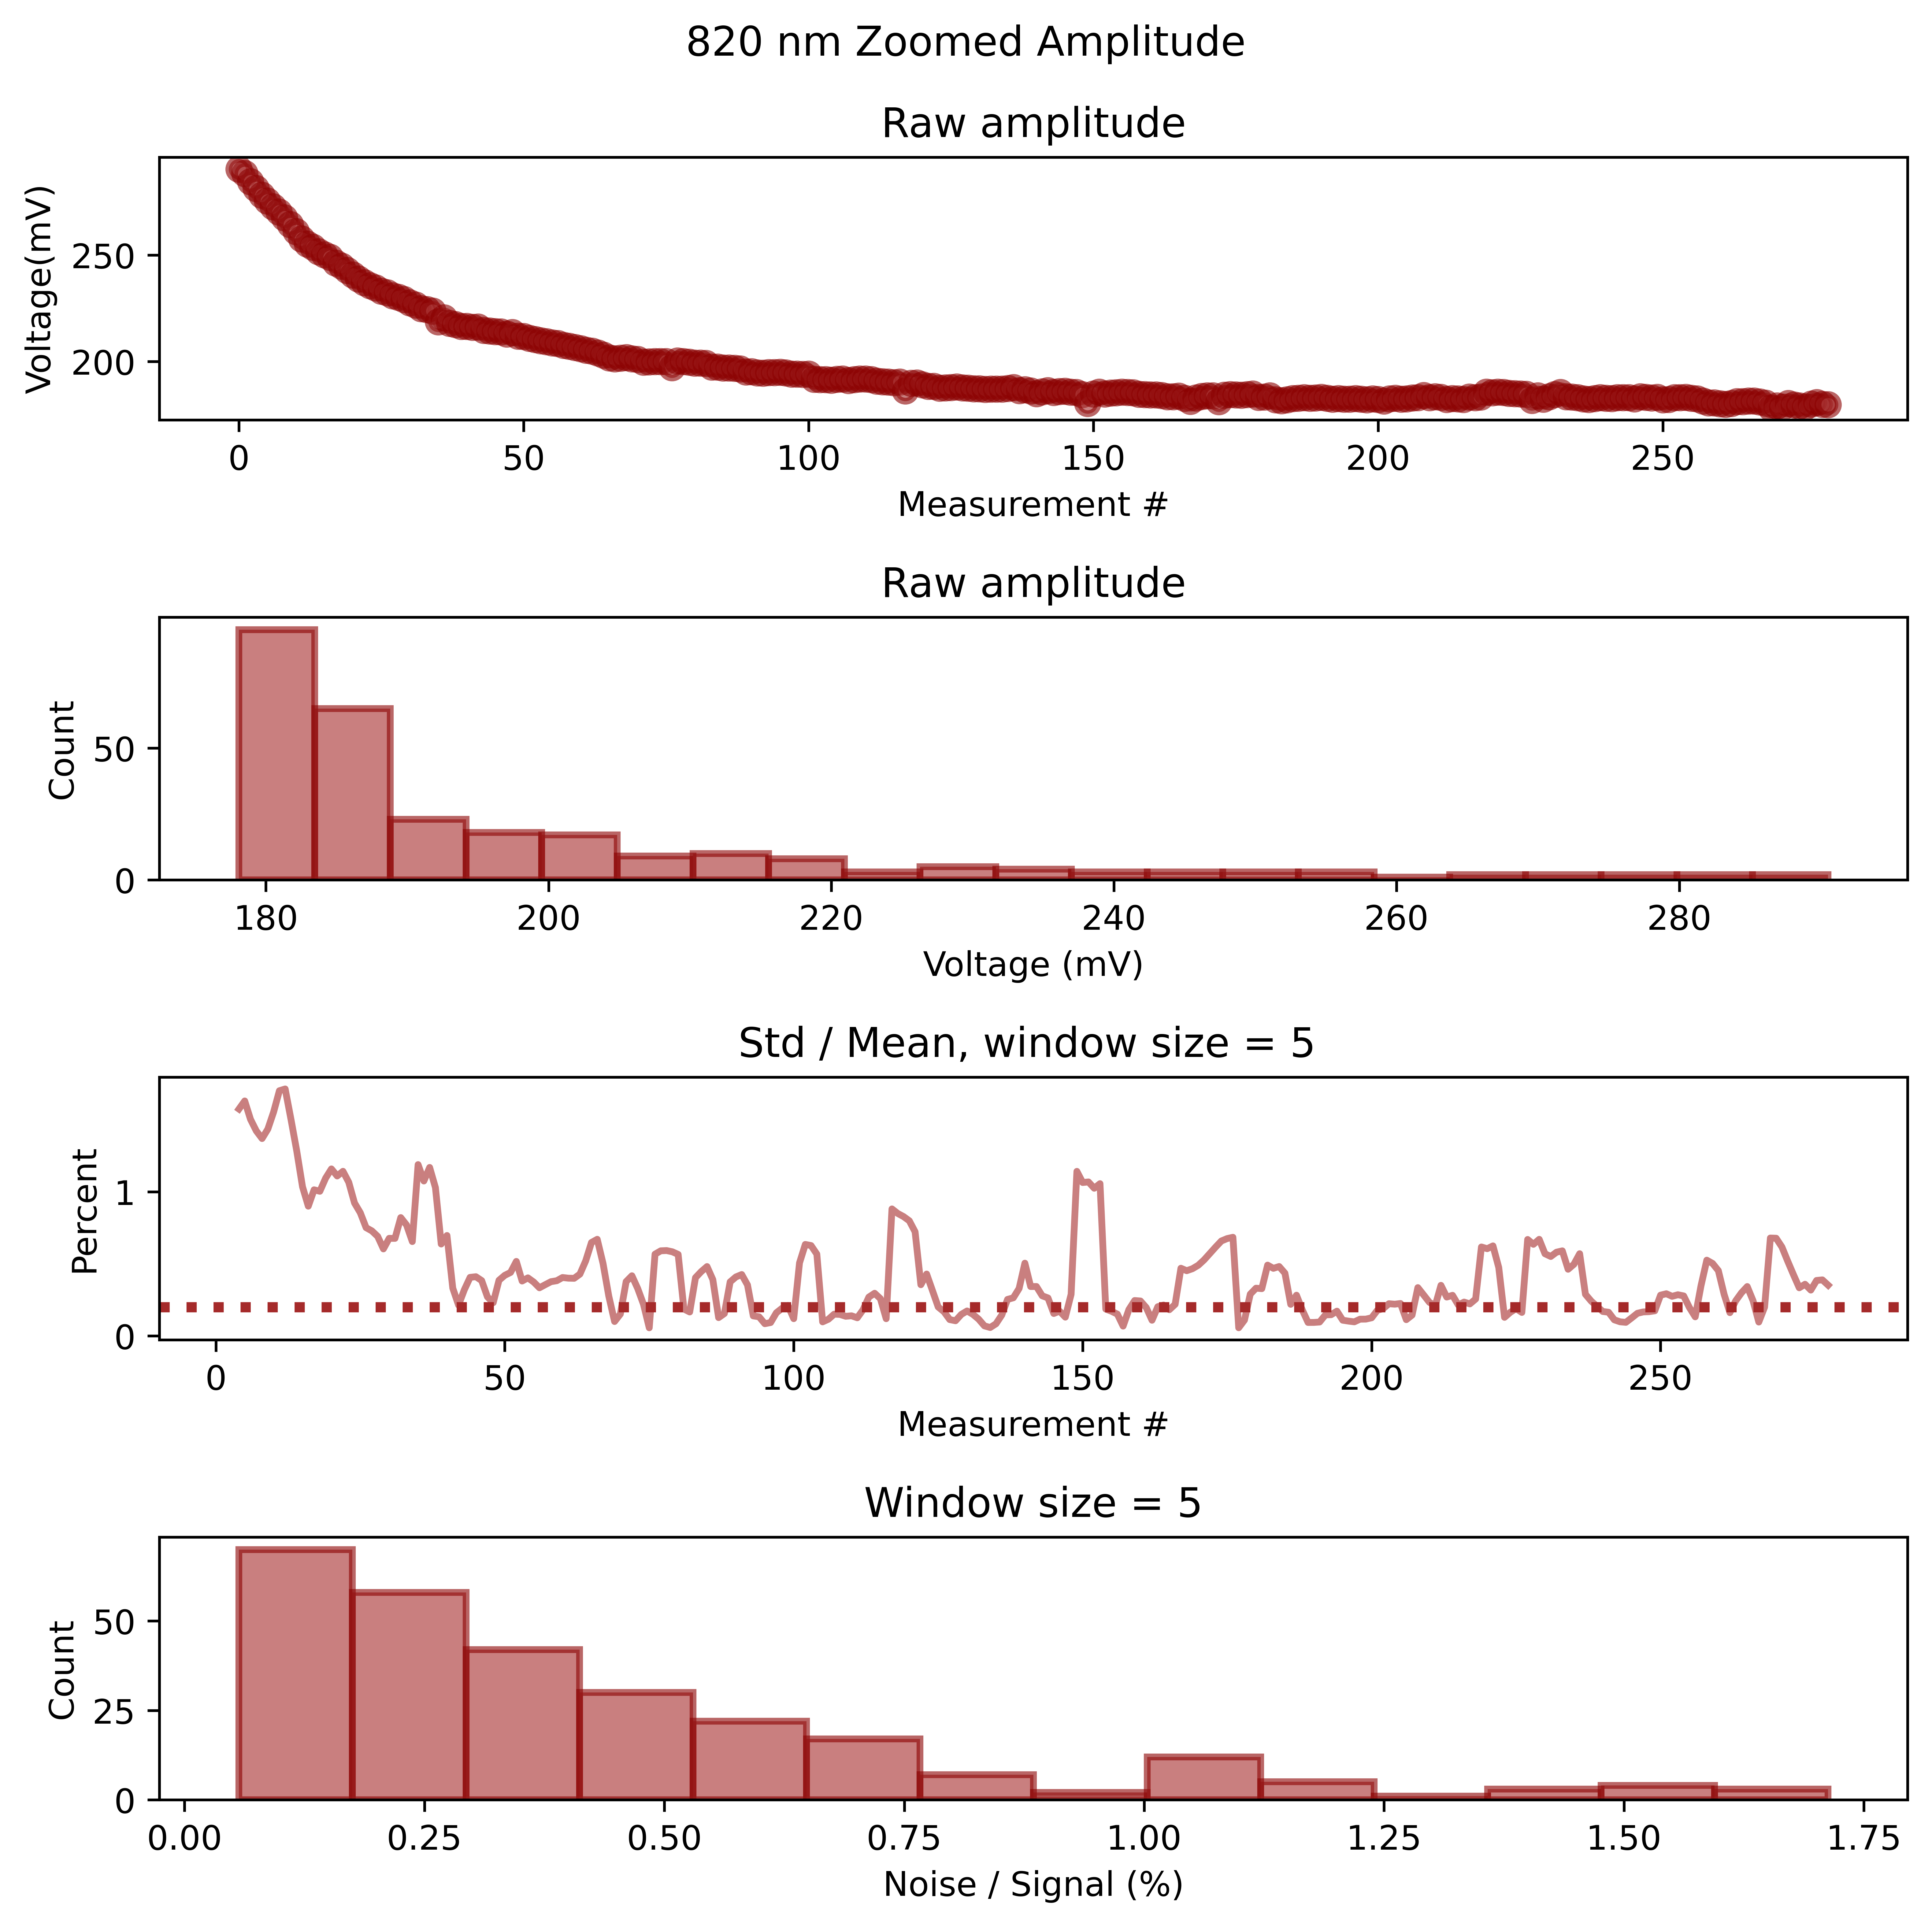 820 nm Zoomed Amplitude
Raw amplitude
Voltage(mV)
250
200
0 50 100 150 200 250
Measurement #
Raw amplitude
Count
50
0
180 200 220 240 260 280
Voltage (mV)
Std / Mean, window size = 5
Percent
1
0
0 50 100 150 200 250
Measurement #
Window size = 5
Count
50
25
0
0.00 0.25 0.50 0.75 1.00 1.25 1.50 1.75
Noise / Signal (%)